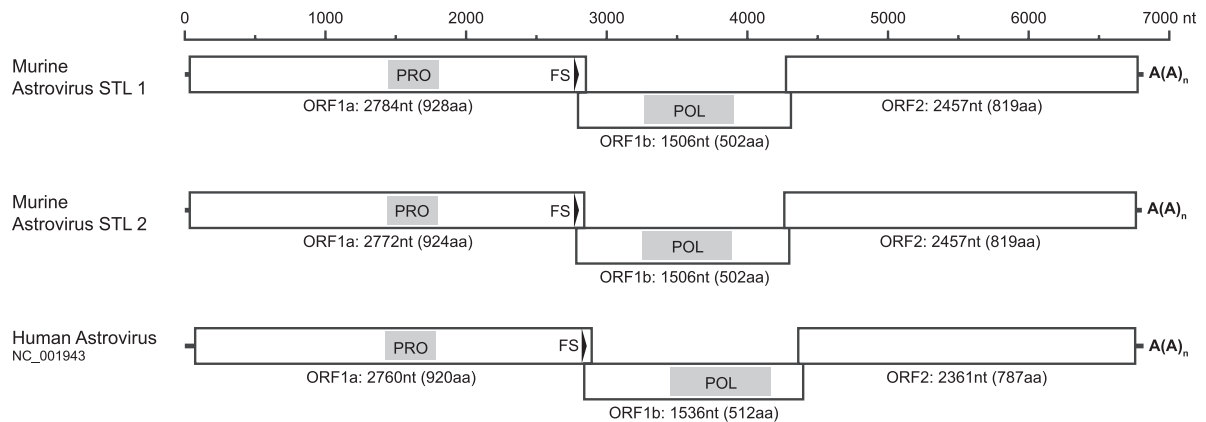 0 1000 2000 3000 4000 5000 6000 7000 nt
Murine
Astrovirus STL 1
PRO
FS
A(A)n
ORF1a: 2784nt (928aa)
POL
ORF2: 2457nt (819aa)
ORF1b: 1506nt (502aa)
Murine
Astrovirus STL 2
PRO
FS
A(A)n
ORF1a: 2772nt (924aa)
POL
ORF2: 2457nt (819aa)
ORF1b: 1506nt (502aa)
Human Astrovirus
NC_001943
PRO
FS
A(A)n
ORF1a: 2760nt (920aa)
POL
ORF2: 2361nt (787aa)
ORF1b: 1536nt (512aa)